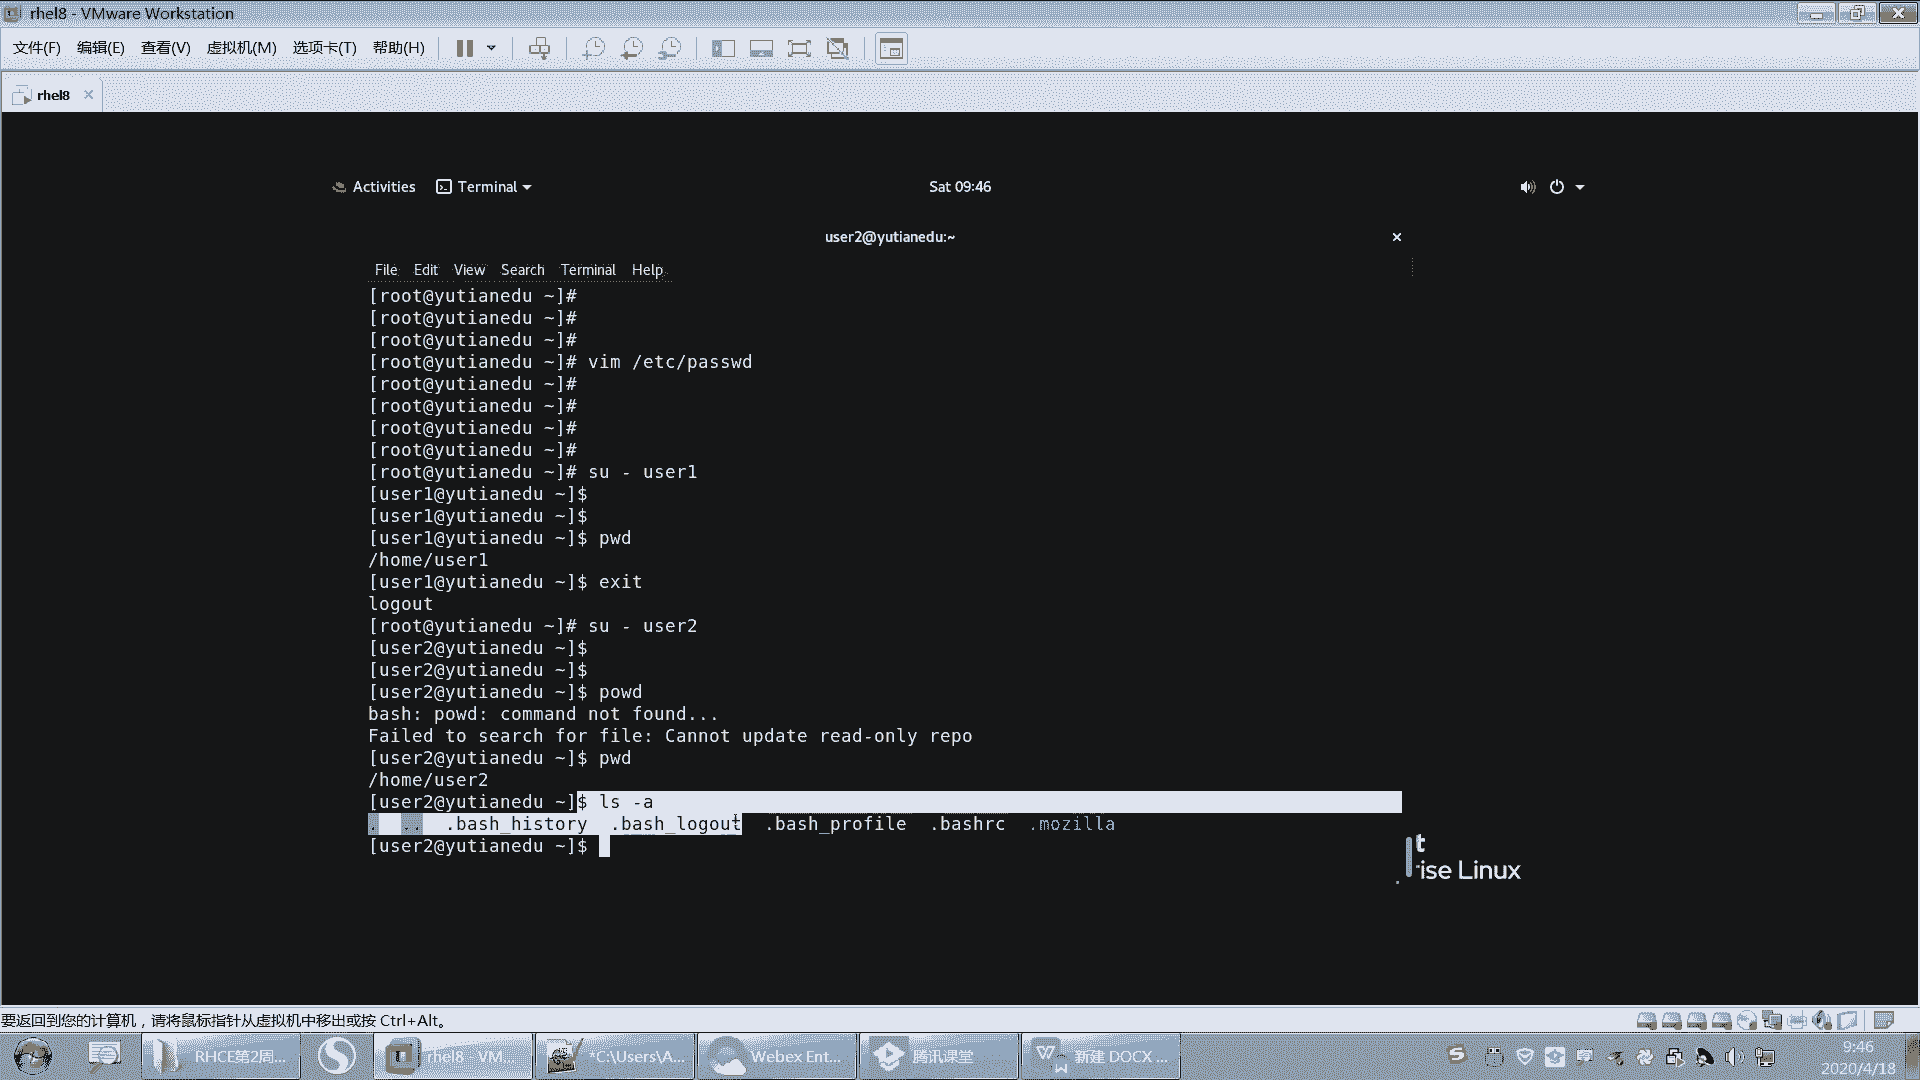 rhel8 - VMware Workstation
文件(F) 编辑(E) 查看(V) 虚拟机(M) 选项卡(T) 帮助(H)
rhel8
Activities Terminal Sat 09:46
user2@yutianedu:~
File Edit View Search Terminal Help
[root@yutianedu ~]#
[root@yutianedu ~]#
[root@yutianedu ~]#
[root@yutianedu ~]# vim /etc/passwd
[root@yutianedu ~]#
[root@yutianedu ~]#
[root@yutianedu ~]#
[root@yutianedu ~]#
[root@yutianedu ~]# su - user1
[user1@yutianedu ~]$
[user1@yutianedu ~]$
[user1@yutianedu ~]$ pwd
/home/user1
[user1@yutianedu ~]$ exit
logout
[root@yutianedu ~]# su - user2
[user2@yutianedu ~]$
[user2@yutianedu ~]$
[user2@yutianedu ~]$ powd
bash: powd: command not found...
Failed to search for file: Cannot update read-only repo
[user2@yutianedu ~]$ pwd
/home/user2
[user2@yutianedu ~]$ ls -a
. .. .bash_history .bash_logout .bash_profile .bashrc .mozilla
[user2@yutianedu ~]$
t
ise Linux
要返回到您的计算机，请将鼠标指针从虚拟机中移出或按 Ctrl+Alt。
RHCE第2周... rhel8 - VM... *C:\Users\A... Webex Ent... 腾讯课堂 新建 DOCX ...
9:46
2020/4/18